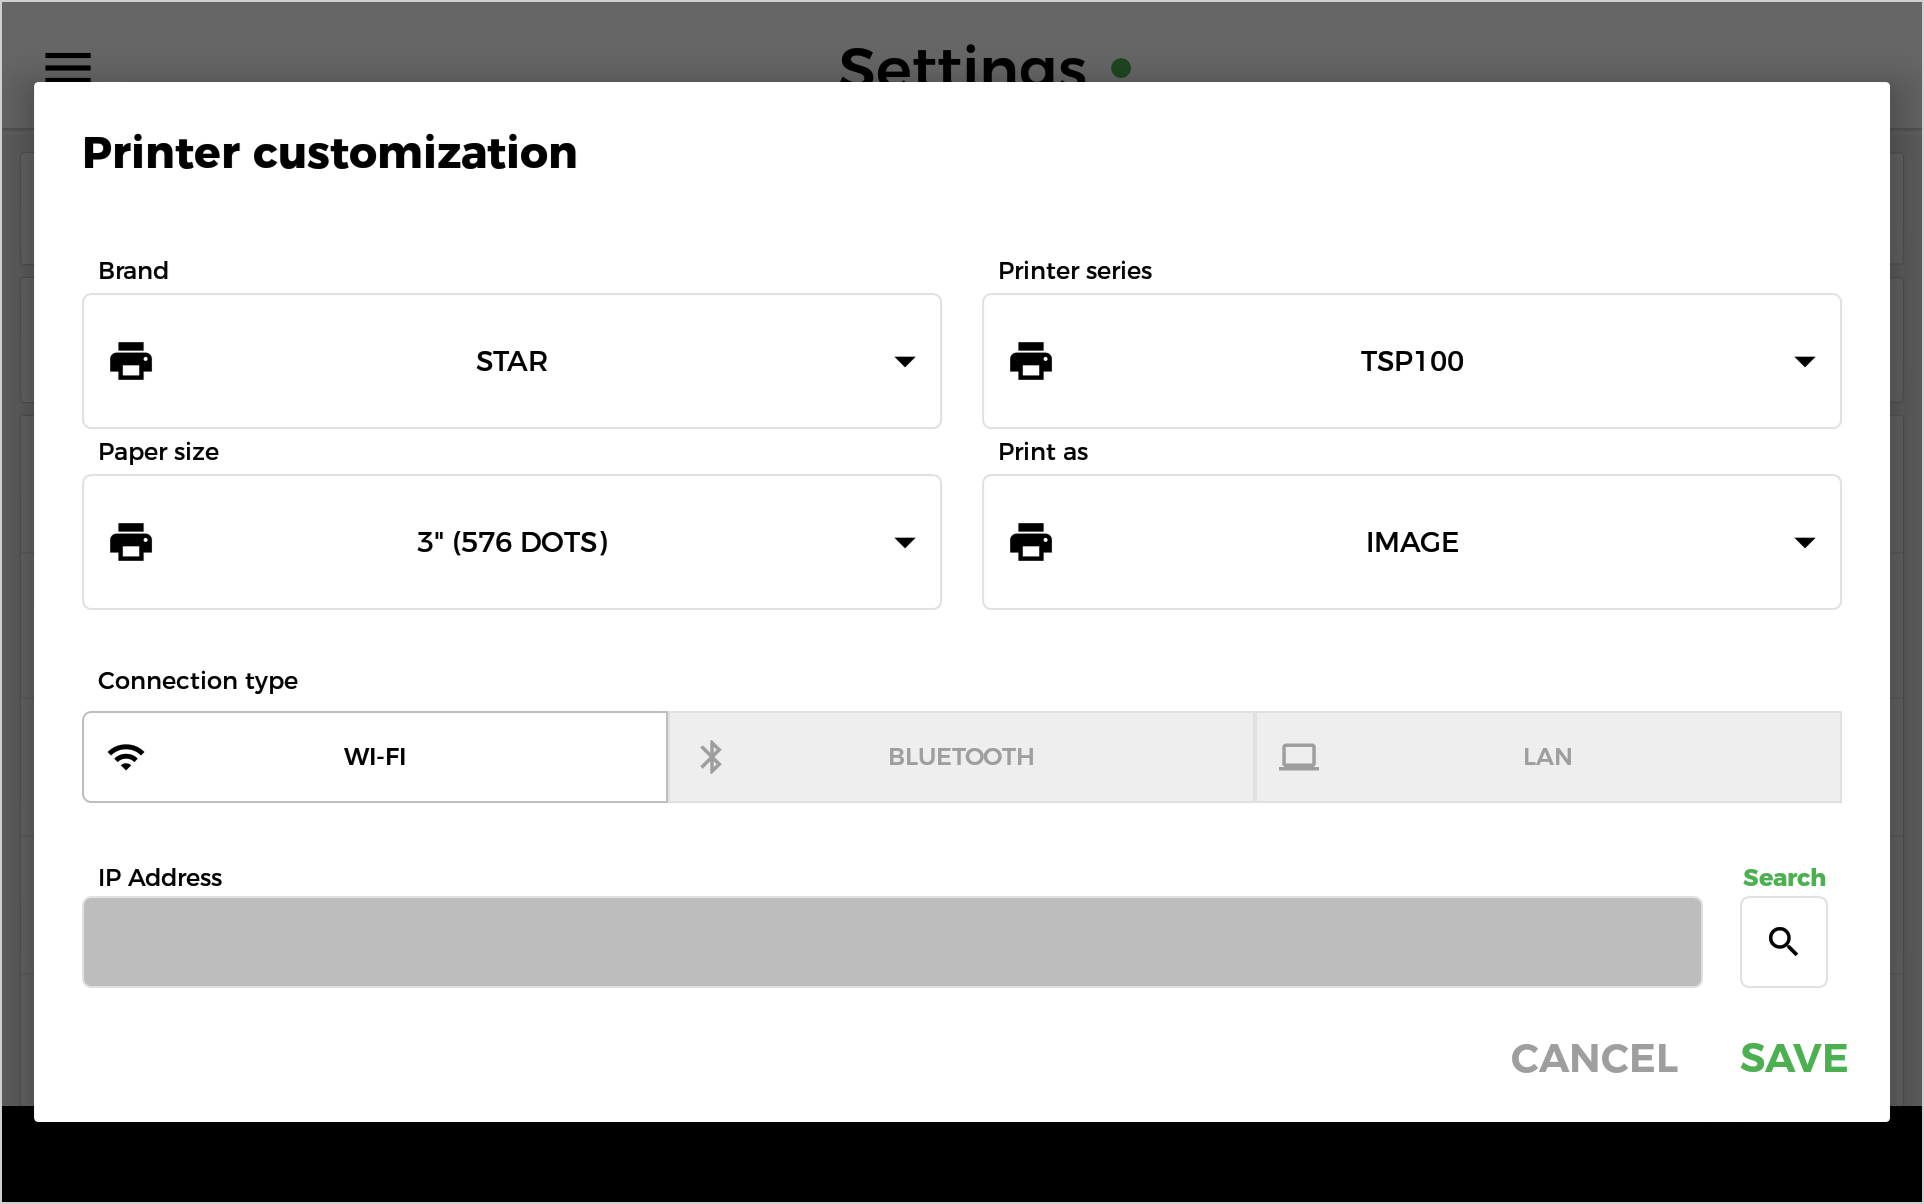 Settings
Printer customization
Brand
Printer series
STAR
TSP100
Paper size
Print as
3" (576 DOTS)
IMAGE
Connection type
WI-FI
BLUETOOTH
LAN
IP Address
Search
CANCEL
SAVE